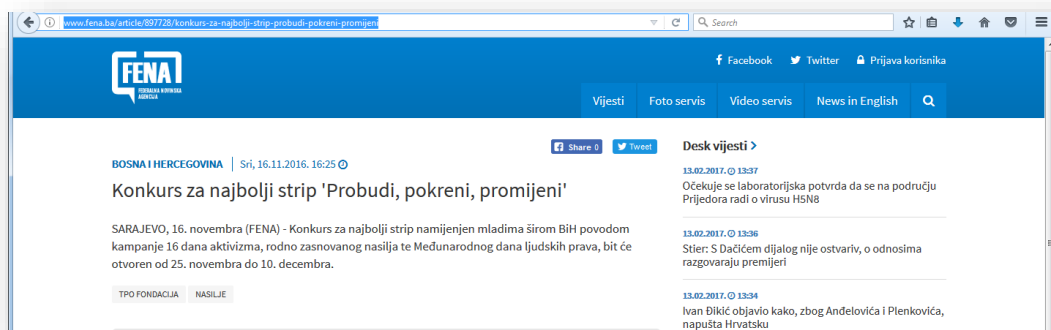 www.fena.ba/article/897728/konkurs-za-najbolji-strip-probudi-pokreni-promijeni
Search
FENA
FEDERALNA NOVINSKA
AGENCIJA
Facebook Twitter Prijava korisnika
Vijesti Foto servis Video servis News in English
Share 0 Tweet
BOSNA I HERCEGOVINA | Sri, 16.11.2016. 16:25
Konkurs za najbolji strip 'Probudi, pokreni, promijeni'
SARAJEVO, 16. novembra (FENA) - Konkurs za najbolji strip namijenjen mladima širom BiH povodom
kampanje 16 dana aktivizma, rodno zasnovanog nasilja te Međunarodnog dana ljudskih prava, bit će
otvoren od 25. novembra do 10. decembra.
TPO FONDACIJA NASILJE
Desk vijesti >
13.02.2017. 13:37
Očekuje se laboratorijska potvrda da se na području
Prijedora radi o virusu H5N8
13.02.2017. 13:36
Stier: S Dačićem dijalog nije ostvariv, o odnosima
razgovaraju premijeri
13.02.2017. 13:34
Ivan Đikić objavio kako, zbog Anđelovića i Plenkovića,
napušta Hrvatsku